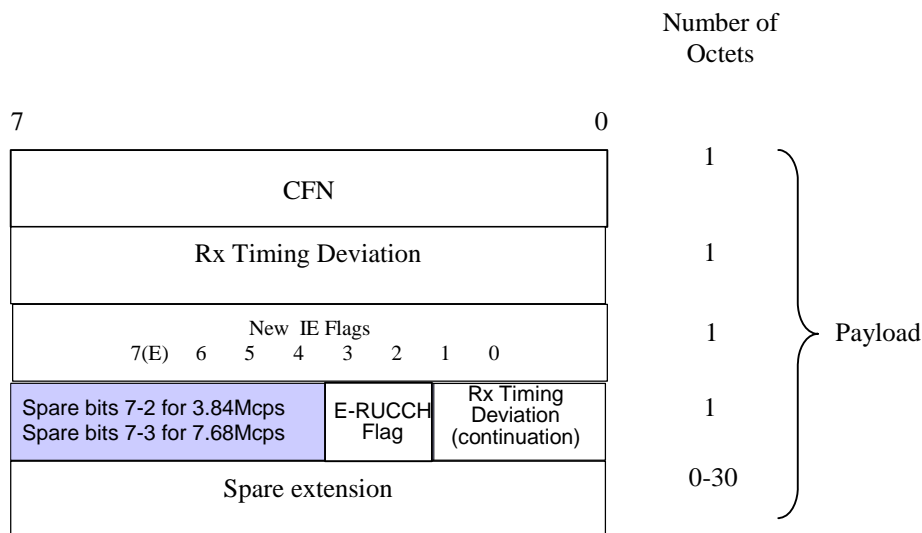 Number of
Octets
7 0
CFN 1
Rx Timing Deviation 1
New IE Flags
7(E) 6 5 4 3 2 1 0
1
Payload
Spare bits 7-2 for 3.84Mcps
Spare bits 7-3 for 7.68Mcps
E-RUCCH
Flag
Rx Timing
Deviation
(continuation)
1
Spare extension 0-30